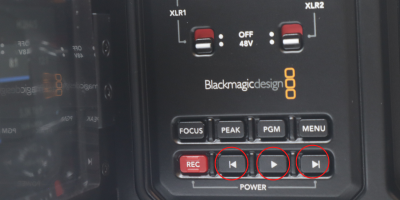 XLR1
XLR2
OFF
48V
Blackmagicdesign
FOCUS PEAK PGM MENU
REC
POWER